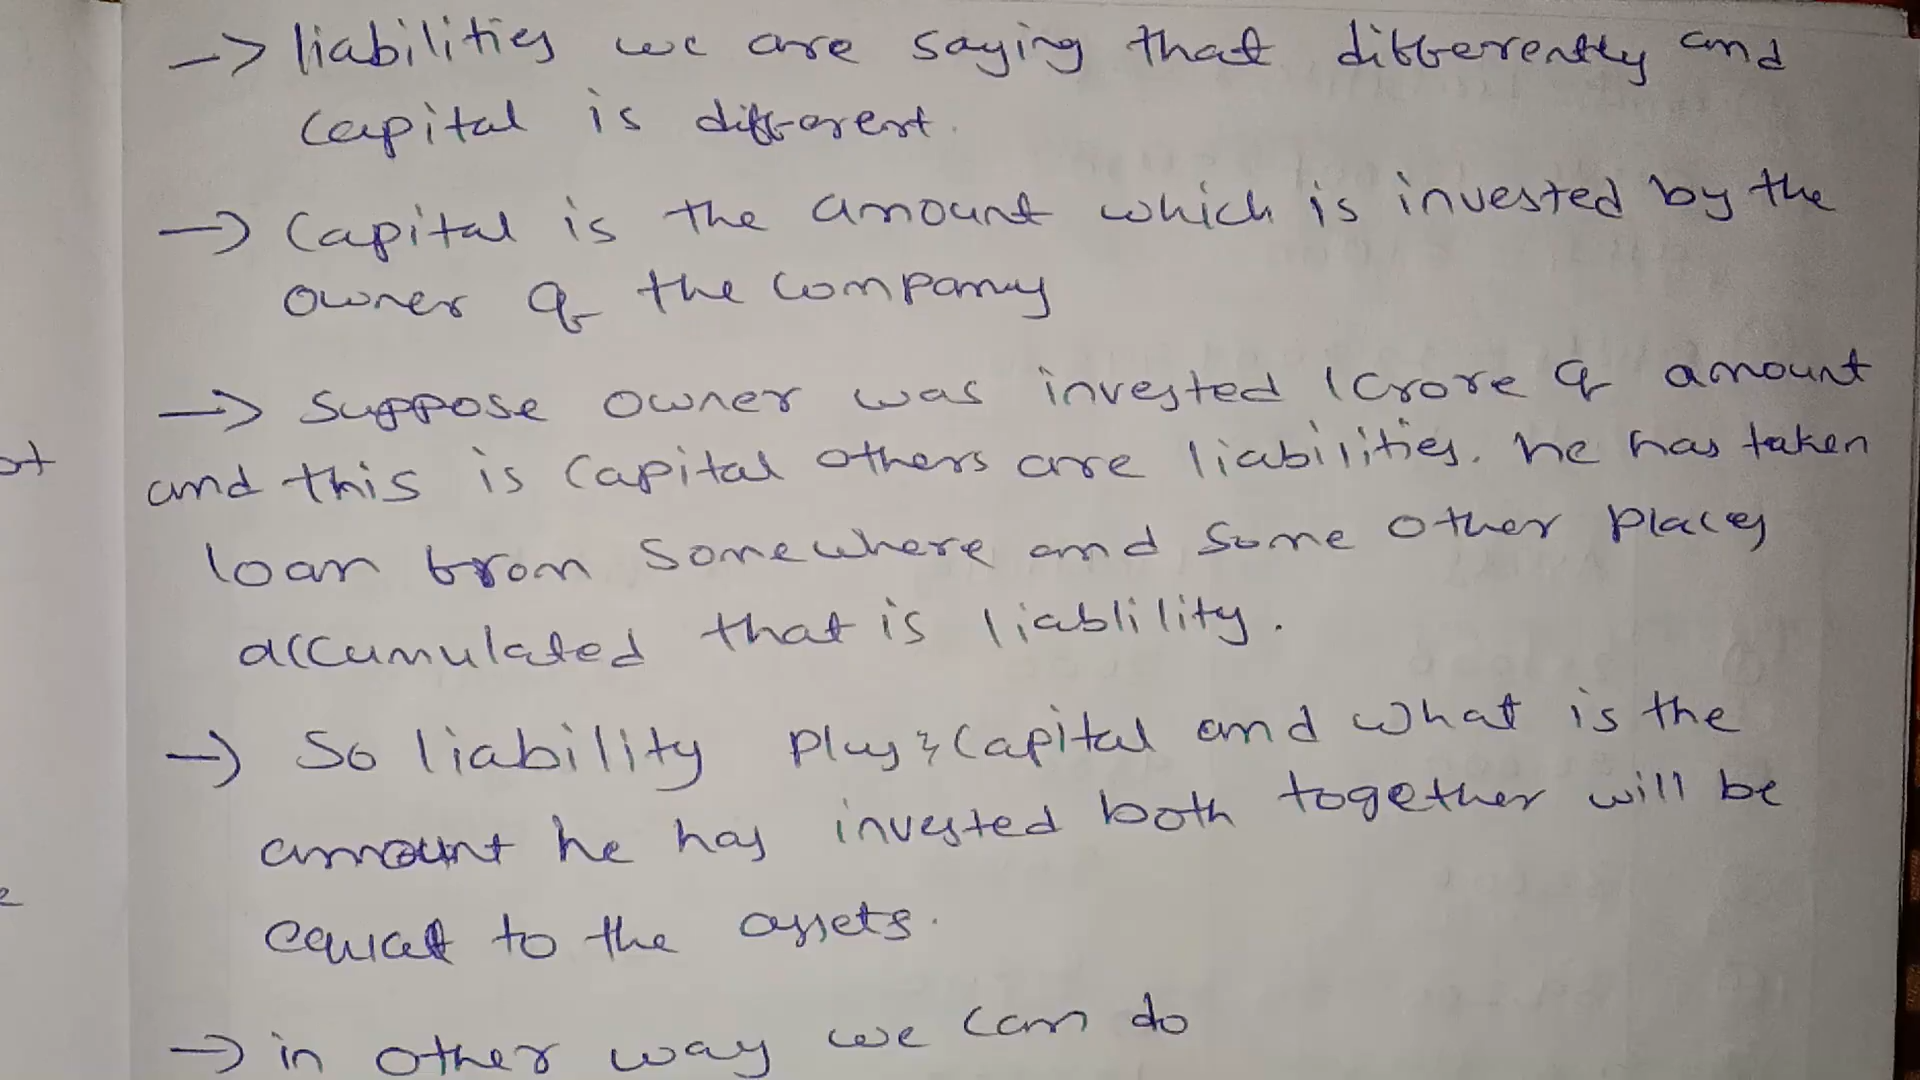 → liabilities we are saying that differently and
capital is different.
→ Capital is the amount which is invested by the
owner of the company
→ Suppose owner was invested 1 crore of amount
and this is Capital others are liabilities. he has taken
loan from somewhere and some other places
accumulated that is liablility.
→ So liability plus & Capital and what is the
amount he has invested both together will be
equal to the assets.
→ in other way we can do